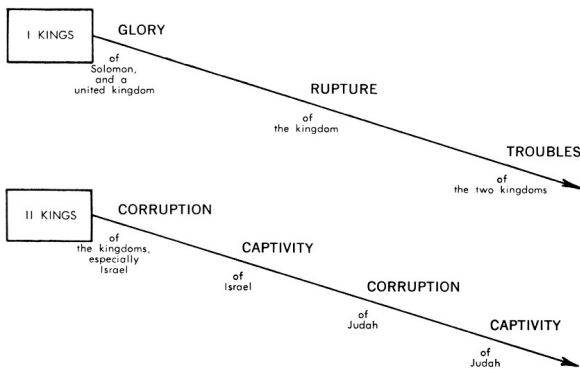 I KINGS
GLORY
of
Solomon,
and a
united kingdom
RUPTURE
of
the kingdom
TROUBLES
of
the two kingdoms
II KINGS
CORRUPTION
of
the kingdoms,
especially
Israel
CAPTIVITY
of
Israel
CORRUPTION
of
Judah
CAPTIVITY
of
Judah